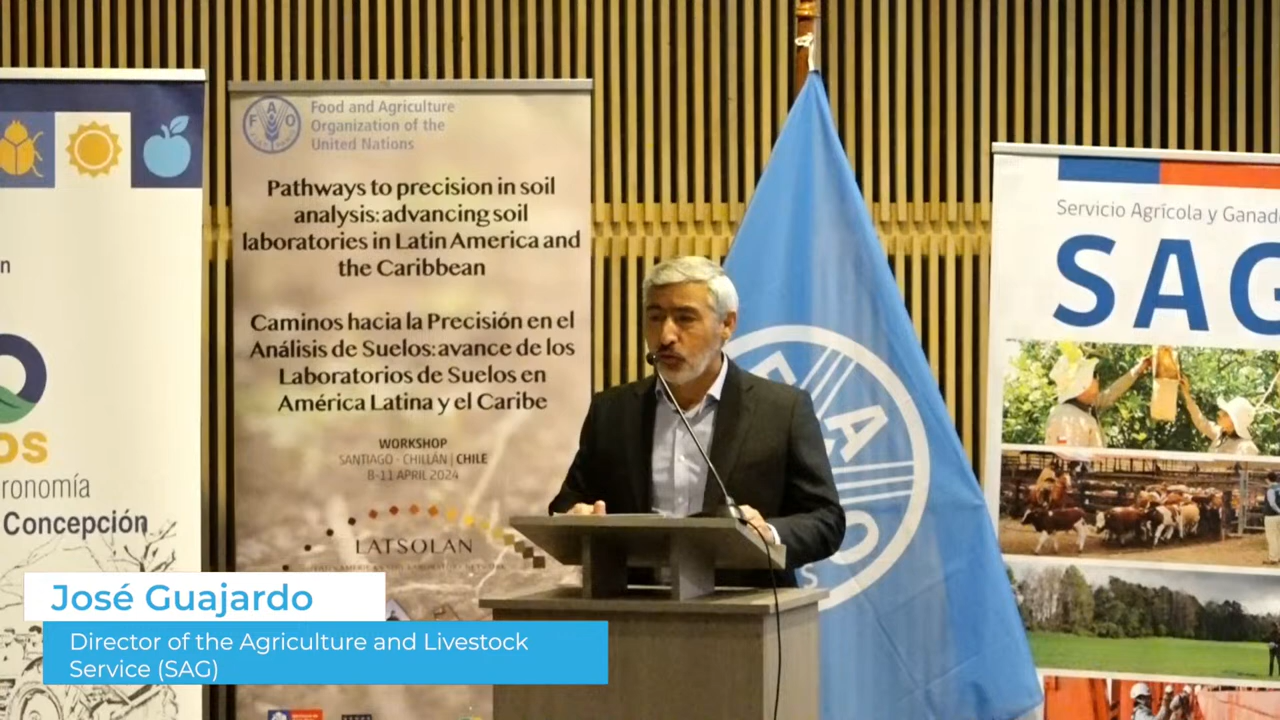 n
OS
ronomía
Concepción
FAO
Food and Agriculture
Organization of the
United Nations
Pathways to precision in soil
analysis: advancing soil
laboratories in Latin America and
the Caribbean
Caminos hacia la Precisión en el
Análisis de Suelos: avance de los
Laboratorios de Suelos en
América Latina y el Caribe
WORKSHOP
SANTIAGO - CHILLÁN | CHILE
8-11 APRIL 2024
LATSOLAN
A
O
S
Servicio Agrícola y Ganade
SAG
José Guajardo
Director of the Agriculture and Livestock
Service (SAG)